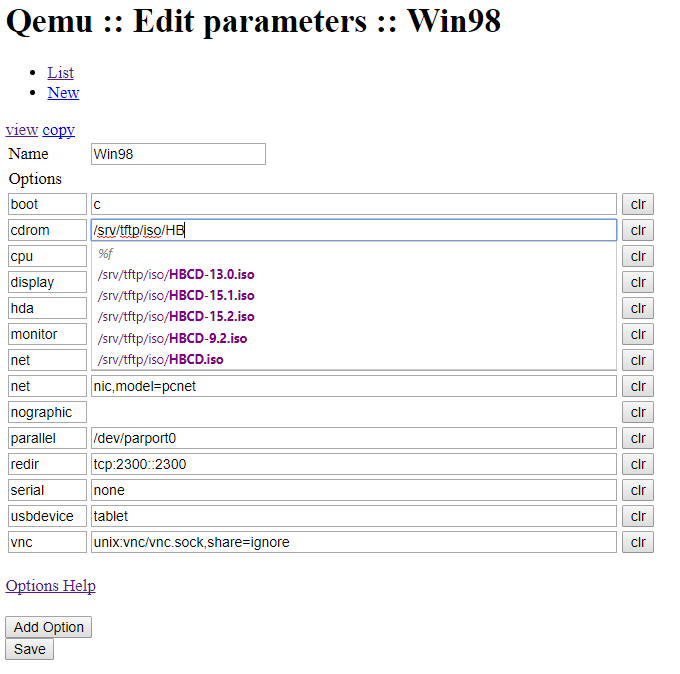 Qemu :: Edit parameters :: Win98
List
New
view copy
Name Win98
Options
boot c clr
cdrom /srv/tftp/iso/HB clr
cpu %f clr
/srv/tftp/iso/HBCD-13.0.iso
display /srv/tftp/iso/HBCD-15.1.iso clr
hda /srv/tftp/iso/HBCD-15.2.iso clr
monitor /srv/tftp/iso/HBCD-9.2.iso clr
net /srv/tftp/iso/HBCD.iso clr
net nic,model=pcnet clr
nographic clr
parallel /dev/parport0 clr
redir tcp:2300::2300 clr
serial none clr
usbdevice tablet clr
vnc unix:vnc/vnc.sock,share=ignore clr
Options Help
Add Option
Save